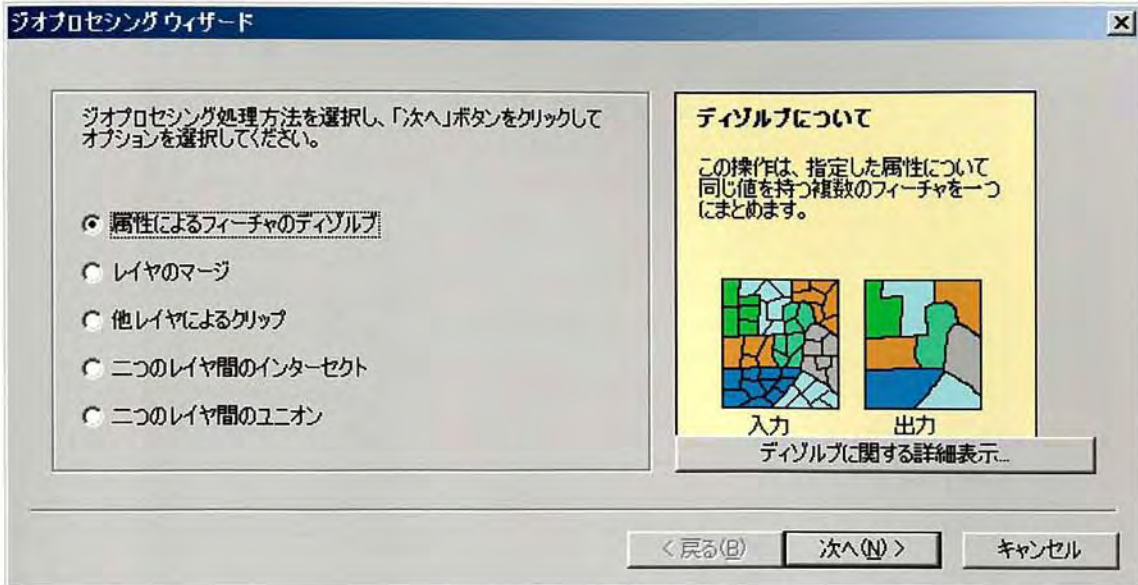 ジオプロセシング ウィザード
ジオプロセシング処理方法を選択し、「次へ」ボタンをクリックして
オプションを選択してください。
属性によるフィーチャのディゾルブ
レイヤのマージ
他レイヤによるクリップ
二つのレイヤ間のインターセクト
二つのレイヤ間のユニオン
ディゾルブについて
この操作は、指定した属性について
同じ値を持つ複数のフィーチャを一つ
にまとめます。
入力 出力
ディゾルブに関する詳細表示...
< 戻る(B) 次へ(N) > キャンセル